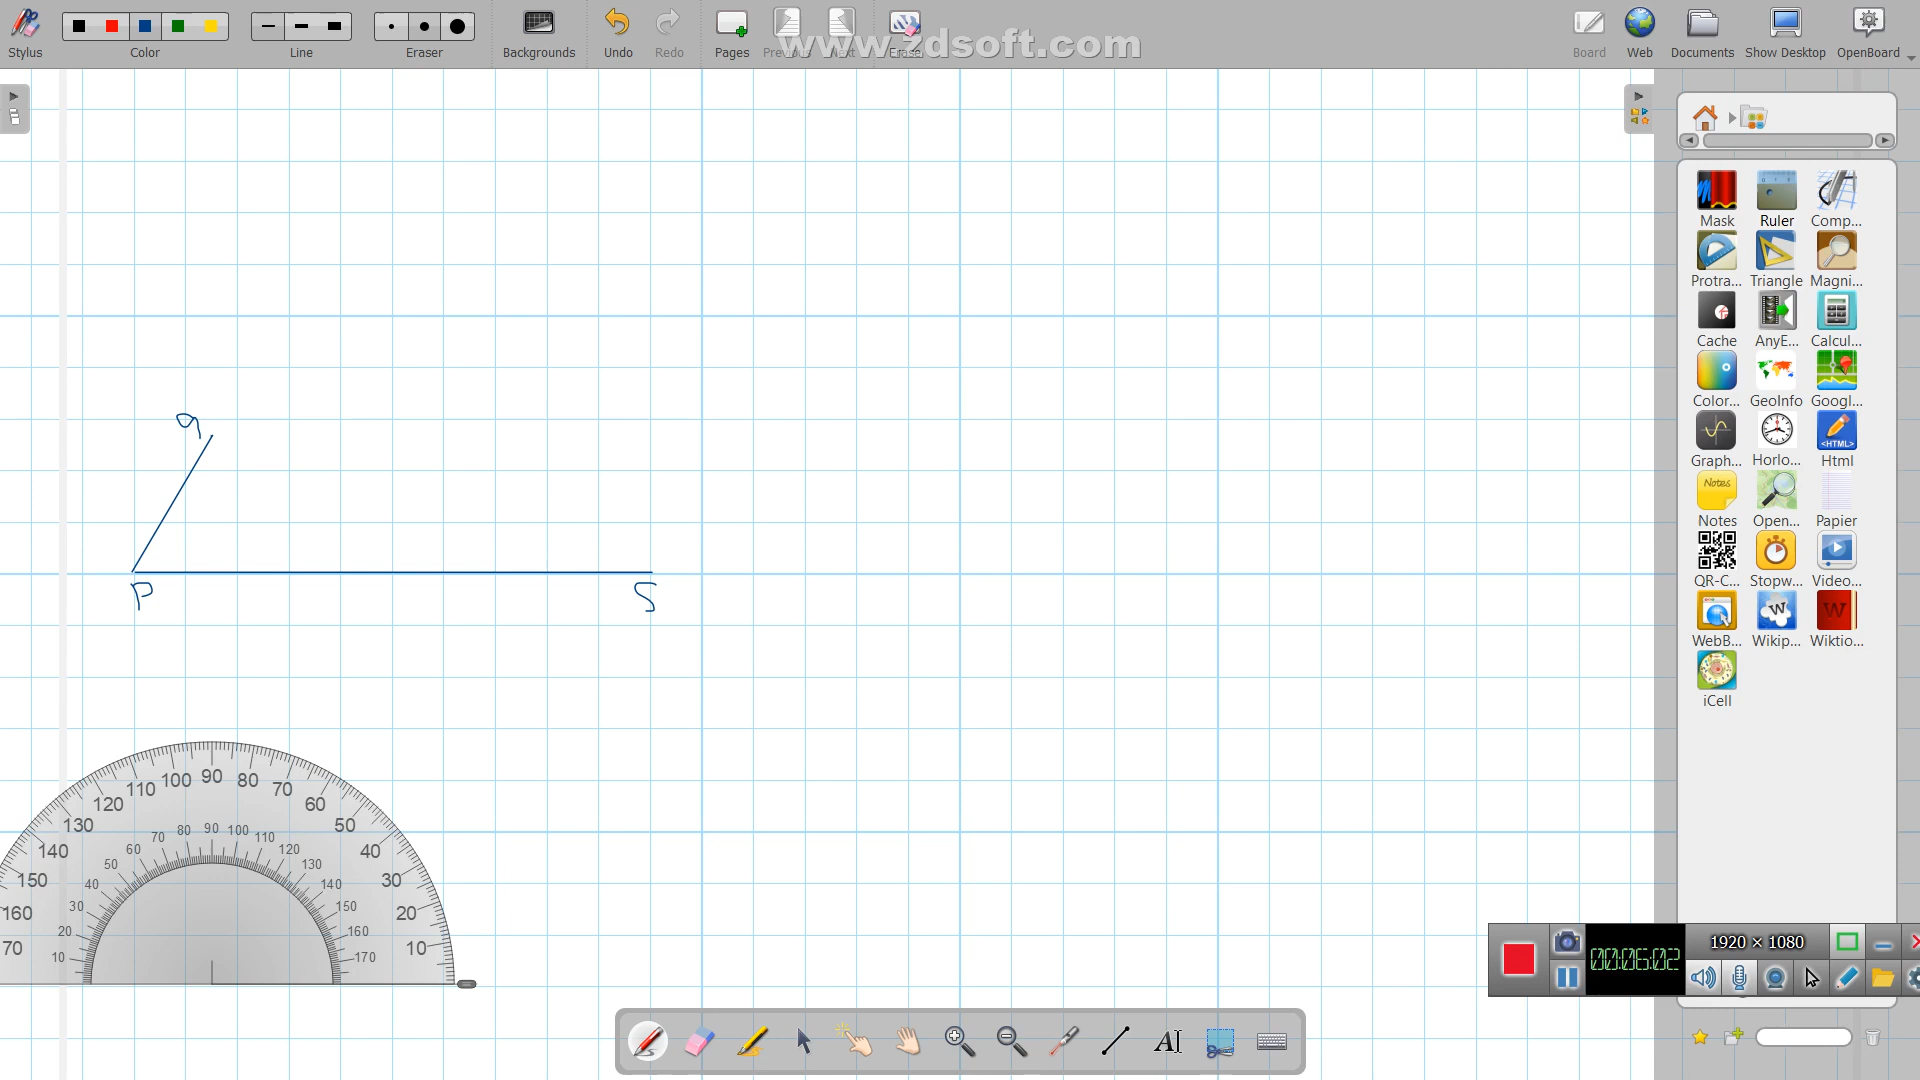 Stylus Color Line Eraser Backgrounds Undo Redo Pages Erase Board Web Documents Show Desktop OpenBoard
www.zdsoft.com
Mask Ruler Comp...
Protra... Triangle Magni...
Cache AnyE... Calcul...
Color... GeoInfo Googl...
Graph... Horlo... Html
Notes Open... Papier
QR-C... Stopw... Video...
WebB... Wikip... Wiktio...
iCell
P S
90
100 80
110 70
120 60
130 50
140 40
150 30
160 20
70 10
90
80 100
70 110
60 120
50 130
40 140
30 150
20 160
10 170
00:06:02 1920 × 1080